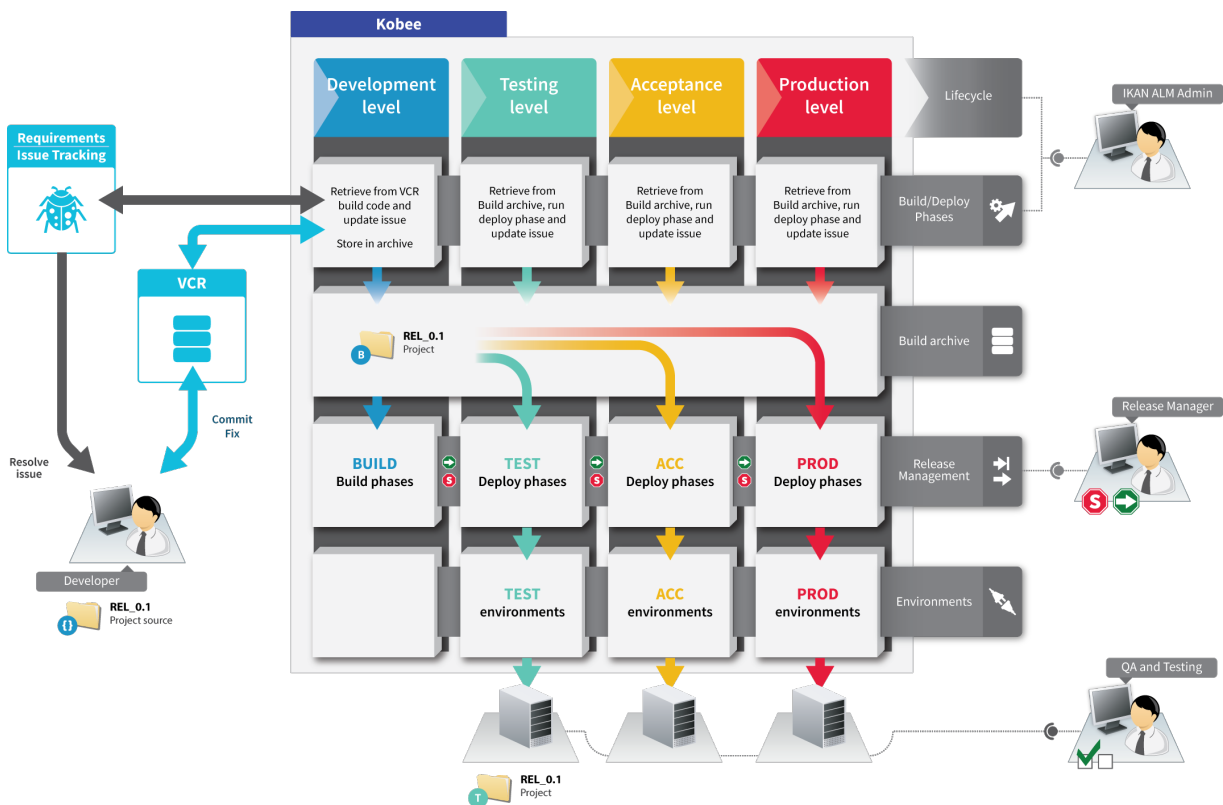 Kobee
Development
level
Testing
level
Acceptance
level
Production
level
Lifecycle
IKAN ALM Admin
Requirements
Issue Tracking
Retrieve from VCR
build code and
update issue
Store in archive
Retrieve from
Build archive, run
deploy phase and
update issue
Retrieve from
Build archive, run
deploy phase and
update issue
Retrieve from
Build archive, run
deploy phase and
update issue
Build/Deploy
Phases
VCR
B
REL_0.1
Project
Build archive
Commit
Fix
Release Manager
Resolve
issue
BUILD
Build phases
S
TEST
Deploy phases
S
ACC
Deploy phases
S
PROD
Deploy phases
Release
Management
S
Developer
REL_0.1
Project source
{}
TEST
environments
ACC
environments
PROD
environments
Environments
QA and Testing
REL_0.1
Project
T